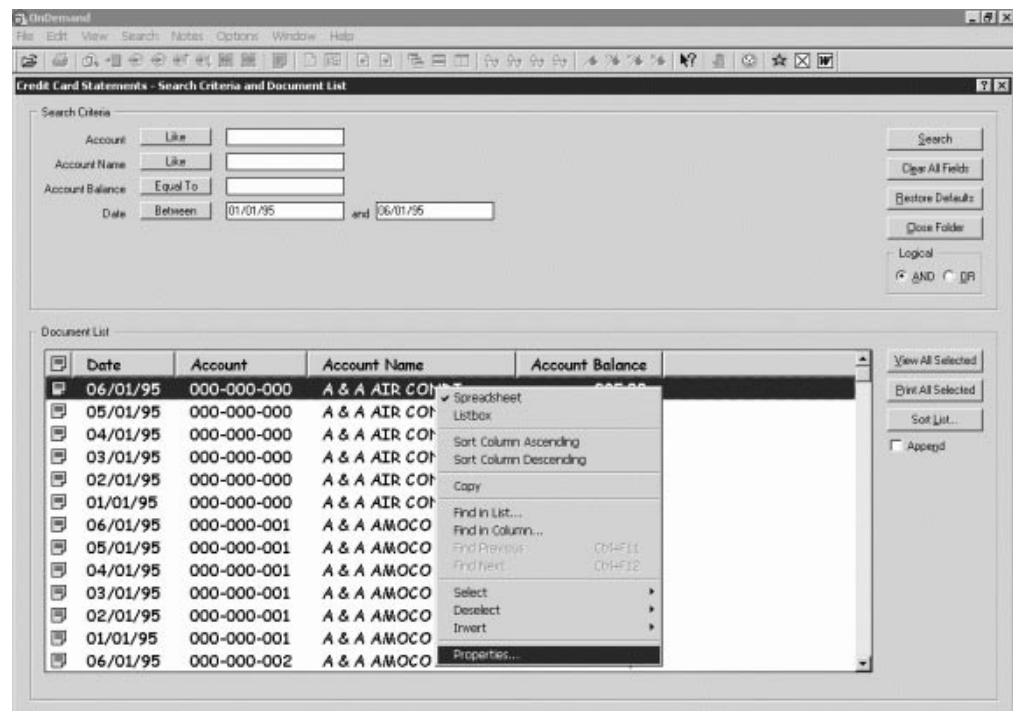 OnDemand
File Edit View Search Notes Options Window Help
Credit Card Statements - Search Criteria and Document List
Search Criteria
Account Like
Account Name Like
Account Balance Equal To
Date Between 01/01/95 and 06/01/95
Search
Clear All Fields
Restore Defaults
Close Folder
Logical
AND OR
Document List
Date Account Account Name Account Balance
06/01/95 000-000-000 A & A AIR CONDI
05/01/95 000-000-000 A & A AIR CON
04/01/95 000-000-000 A & A AIR CON
03/01/95 000-000-000 A & A AIR CON
02/01/95 000-000-000 A & A AIR CON
01/01/95 000-000-000 A & A AIR CON
06/01/95 000-000-001 A & A AMOCO
05/01/95 000-000-001 A & A AMOCO
04/01/95 000-000-001 A & A AMOCO
03/01/95 000-000-001 A & A AMOCO
02/01/95 000-000-001 A & A AMOCO
01/01/95 000-000-001 A & A AMOCO
06/01/95 000-000-002 A & A AMOCO
Spreadsheet
Listbox
Sort Column Ascending
Sort Column Descending
Copy
Find in List...
Find in Column...
Find Previous Ctrl+F11
Find Next Ctrl+F12
Select
Deselect
Invert
Properties...
View All Selected
Print All Selected
Sort List...
Append